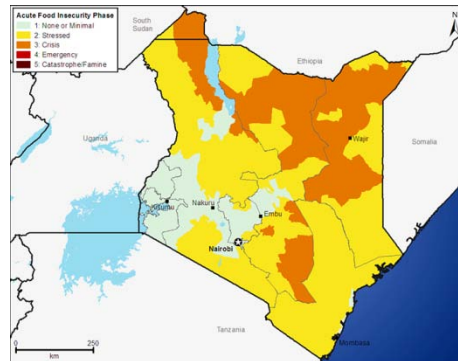 Acute Food Insecurity Phase
1: None or Minimal
2: Stressed
3: Crisis
4: Emergency
5: Catastrophe/Famine
South
Sudan
N
Ethiopia
Uganda
Wajir
Somalia
Kisumu
Nakuru
Embu
Nairobi
Tanzania
Mombasa
0
250
km